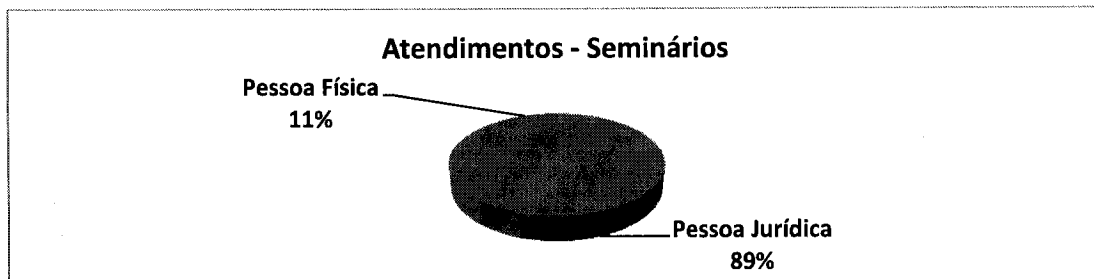 Atendimentos - Seminários
Pessoa Física
11%
Pessoa Jurídica
89%